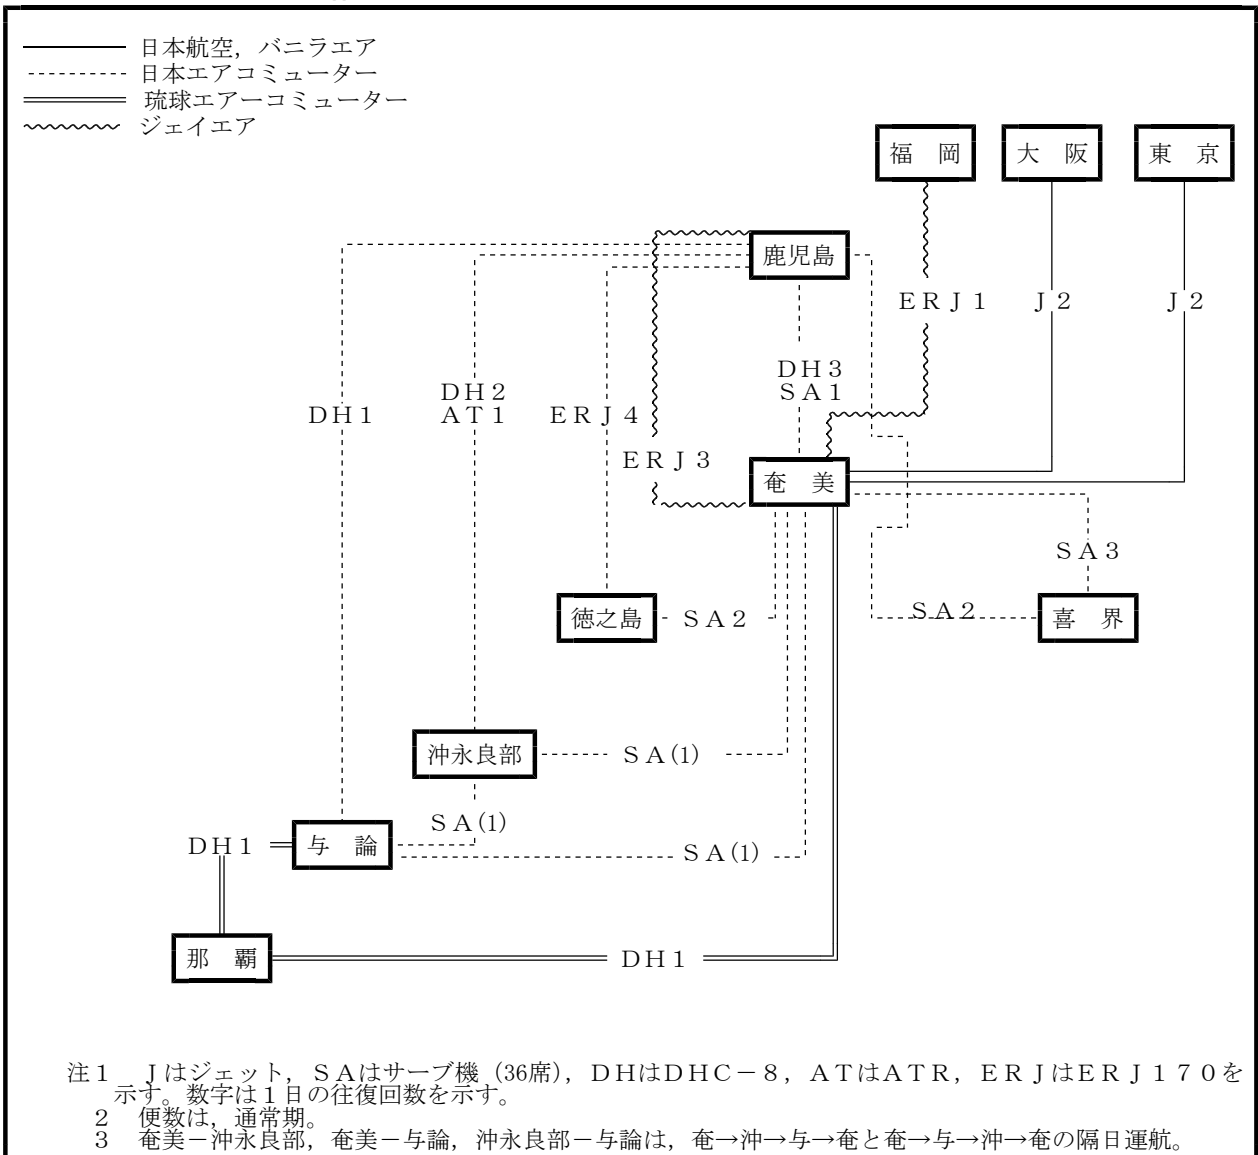 日本航空，バニラエア
日本エアコミューター
琉球エアーコミューター
ジェイエア
福　岡
大　阪
東　京
鹿児島
ＥＲＪ１
Ｊ２
Ｊ２
ＤＨ３
ＳＡ１
ＤＨ２
ＡＴ１
ＤＨ１
ＥＲＪ４
ＥＲＪ３
奄　美
ＳＡ３
徳之島
ＳＡ２
ＳＡ２
喜　界
沖永良部
ＳＡ(1)
ＳＡ(1)
ＤＨ１
与　論
ＳＡ(1)
那　覇
ＤＨ１
注１　Ｊはジェット，ＳＡはサーブ機（36席），ＤＨはＤＨＣ－８，ＡＴはＡＴＲ，ＥＲＪはＥＲＪ１７０を
示す。数字は１日の往復回数を示す。
２　便数は，通常期。
３　奄美－沖永良部，奄美－与論，沖永良部－与論は，奄→沖→与→奄と奄→与→沖→奄の隔日運航。